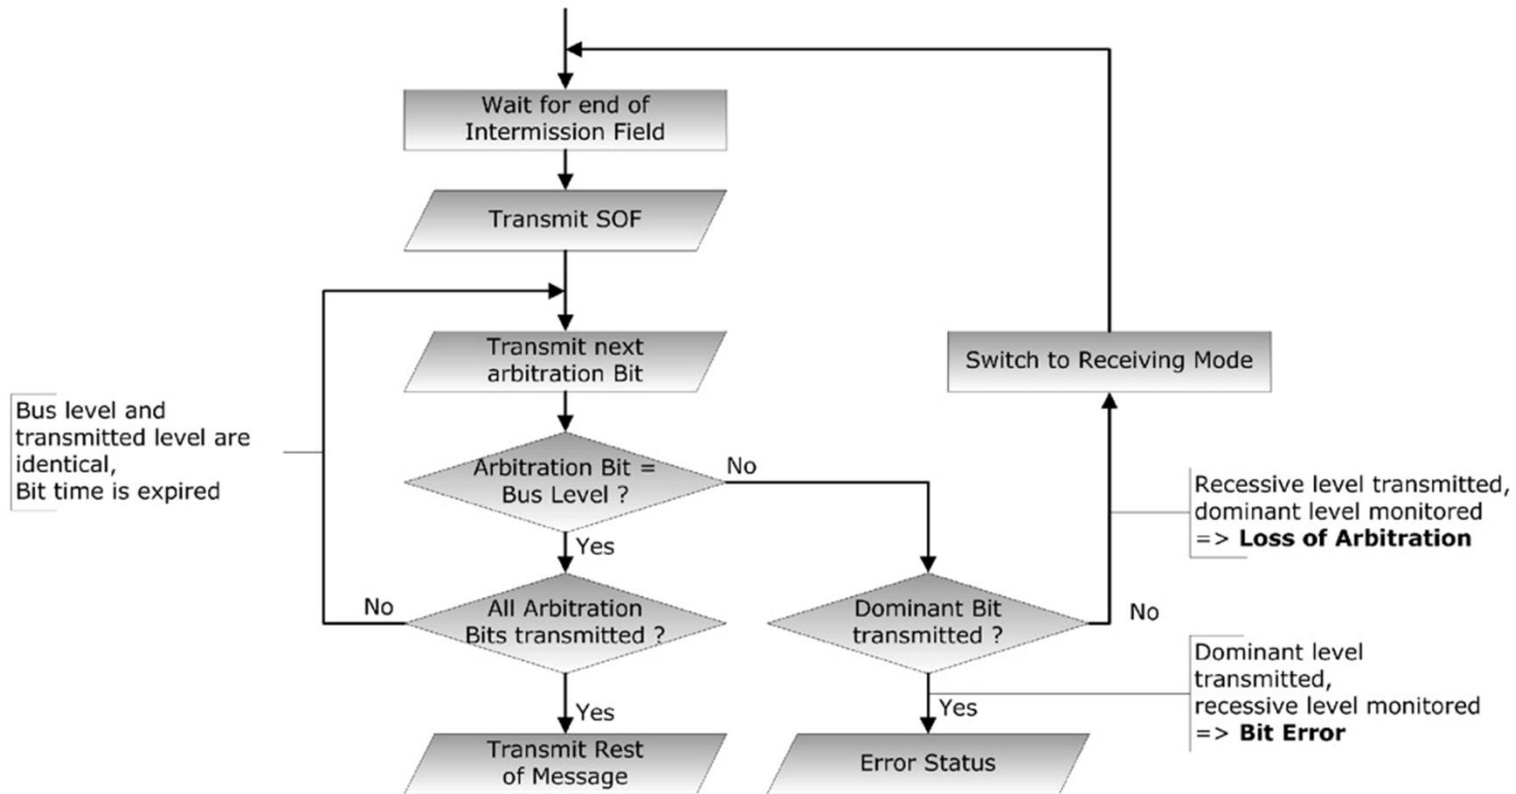 Wait for end of
Intermission Field
Transmit SOF
Transmit next
arbitration Bit
Switch to Receiving Mode
Bus level and
transmitted level are
identical,
Bit time is expired
Arbitration Bit =
Bus Level ?
No
Yes
Recessive level transmitted,
dominant level monitored
=> Loss of Arbitration
No
All Arbitration
Bits transmitted ?
Dominant Bit
transmitted ?
No
Dominant level
transmitted,
recessive level monitored
=> Bit Error
Yes
Yes
Transmit Rest
of Message
Error Status